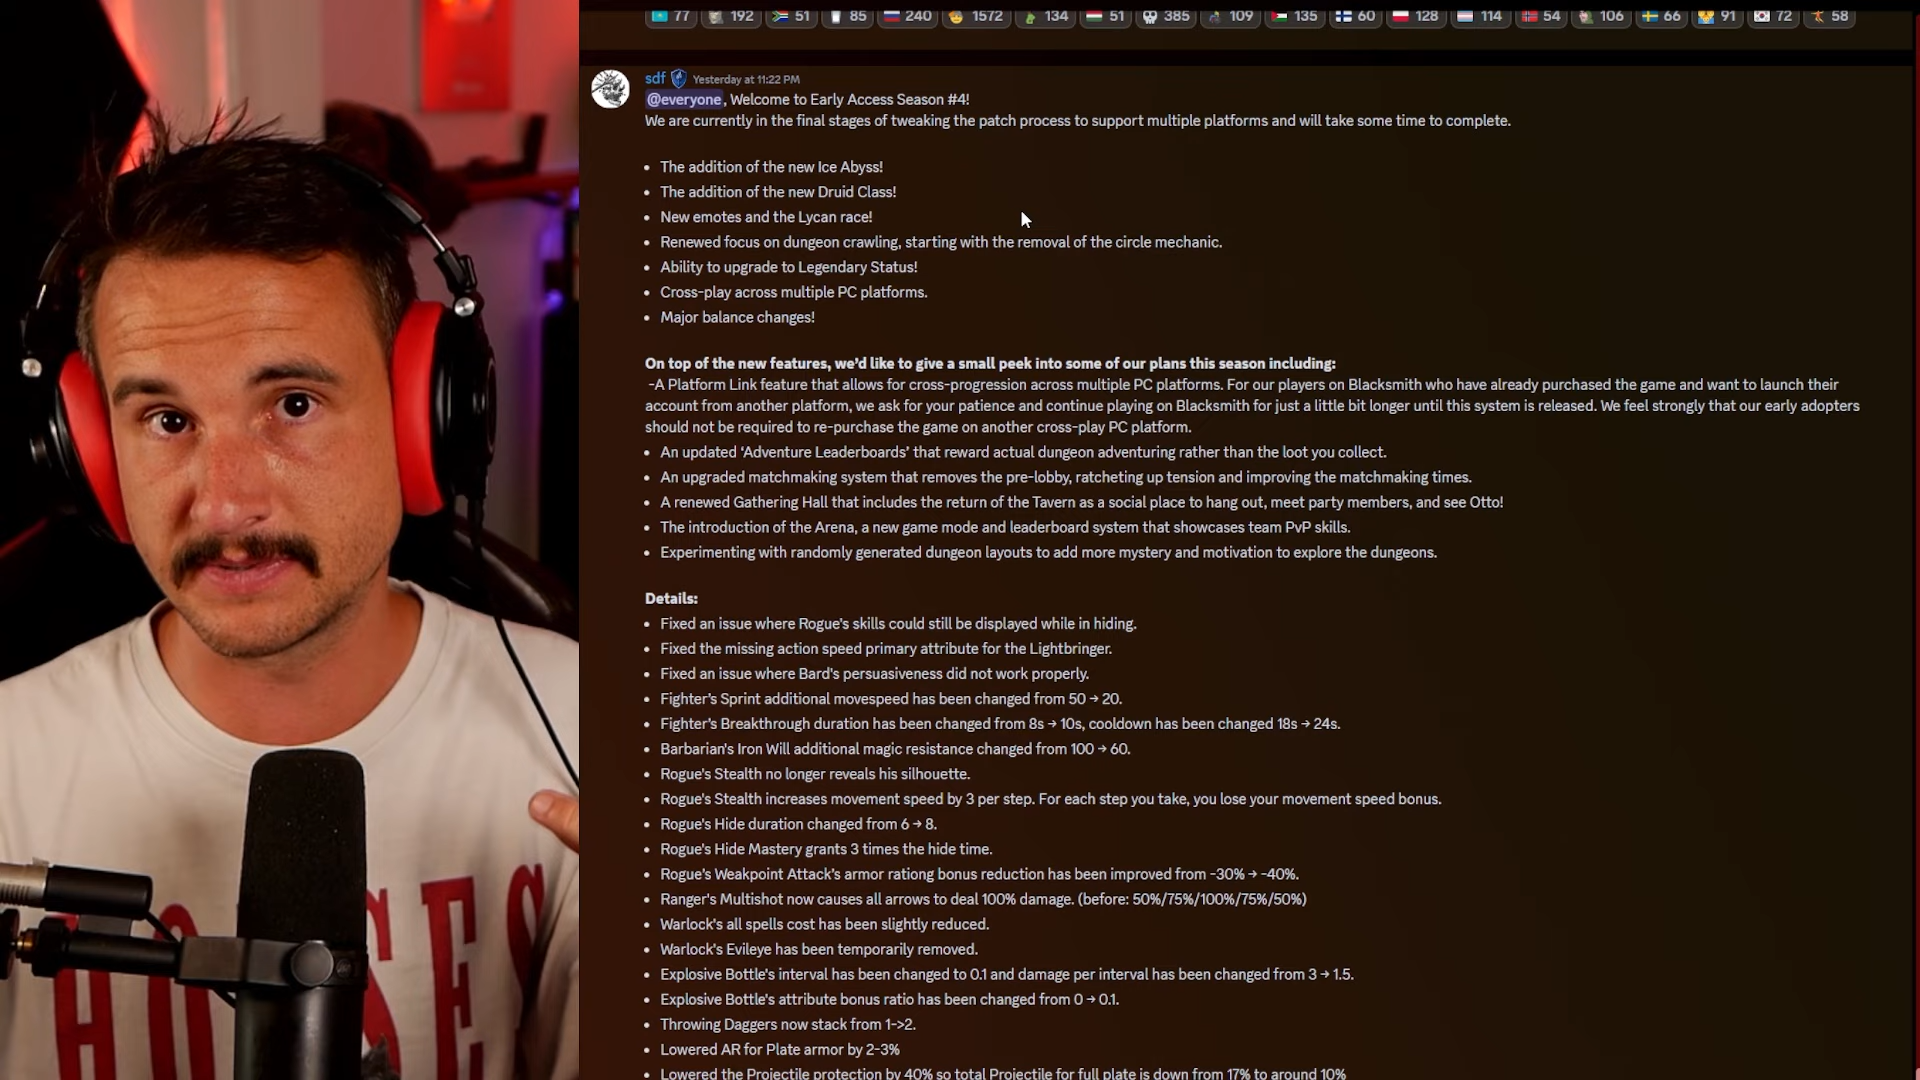 77 192 51 85 240 1572 134 51 385 109 135 60 128 114 54 106 66 91 72 58
sdf Yesterday at 11:22 PM
@everyone, Welcome to Early Access Season #4!
We are currently in the final stages of tweaking the patch process to support multiple platforms and will take some time to complete.
• The addition of the new Ice Abyss!
• The addition of the new Druid Class!
• New emotes and the Lycan race!
• Renewed focus on dungeon crawling, starting with the removal of the circle mechanic.
• Ability to upgrade to Legendary Status!
• Cross-play across multiple PC platforms.
• Major balance changes!
On top of the new features, we'd like to give a small peek into some of our plans this season including:
-A Platform Link feature that allows for cross-progression across multiple PC platforms. For our players on Blacksmith who have already purchased the game and want to launch their
account from another platform, we ask for your patience and continue playing on Blacksmith for just a little bit longer until this system is released. We feel strongly that our early adopters
should not be required to re-purchase the game on another cross-play PC platform.
• An updated 'Adventure Leaderboards' that reward actual dungeon adventuring rather than the loot you collect.
• An upgraded matchmaking system that removes the pre-lobby, ratcheting up tension and improving the matchmaking times.
• A renewed Gathering Hall that includes the return of the Tavern as a social place to hang out, meet party members, and see Otto!
• The introduction of the Arena, a new game mode and leaderboard system that showcases team PvP skills.
• Experimenting with randomly generated dungeon layouts to add more mystery and motivation to explore the dungeons.
Details:
• Fixed an issue where Rogue's skills could still be displayed while in hiding.
• Fixed the missing action speed primary attribute for the Lightbringer.
• Fixed an issue where Bard's persuasiveness did not work properly.
• Fighter's Sprint additional movespeed has been changed from 50 → 20.
• Fighter's Breakthrough duration has been changed from 8s → 10s, cooldown has been changed 18s → 24s.
• Barbarian's Iron Will additional magic resistance changed from 100 → 60.
• Rogue's Stealth no longer reveals his silhouette.
• Rogue's Stealth increases movement speed by 3 per step. For each step you take, you lose your movement speed bonus.
• Rogue's Hide duration changed from 6 → 8.
• Rogue's Hide Mastery grants 3 times the hide time.
• Rogue's Weakpoint Attack's armor rationg bonus reduction has been improved from -30% → -40%.
• Ranger's Multishot now causes all arrows to deal 100% damage. (before: 50%/75%/100%/75%/50%)
• Warlock's all spells cost has been slightly reduced.
• Warlock's Evileye has been temporarily removed.
• Explosive Bottle's interval has been changed to 0.1 and damage per interval has been changed from 3 → 1.5.
• Explosive Bottle's attribute bonus ratio has been changed from 0 → 0.1.
• Throwing Daggers now stack from 1->2.
• Lowered AR for Plate armor by 2-3%
• Lowered the Projectile protection by 40% so total Projectile for full plate is down from 17% to around 10%